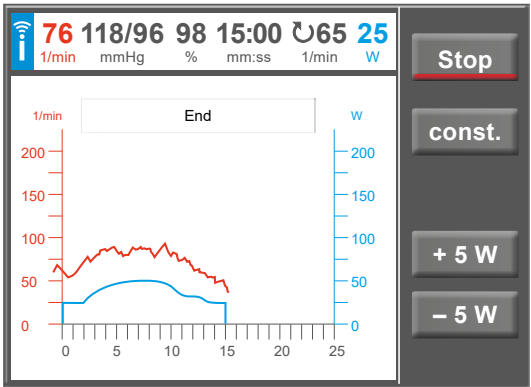 76 118/96 98 15:00 ↻65 25
1/min mmHg % mm:ss 1/min W
Stop
const.
+ 5 W
– 5 W
End
1/min W
200 200
150 150
100 100
50 50
0 0
0 5 10 15 20 25